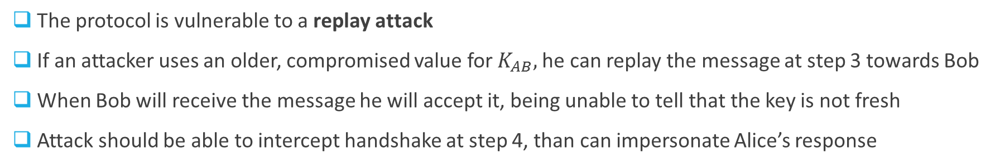 The protocol is vulnerable to a replay attack
If an attacker uses an older, compromised value for K_AB, he can replay the message at step 3 towards Bob
When Bob will receive the message he will accept it, being unable to tell that the key is not fresh
Attack should be able to intercept handshake at step 4, than can impersonate Alice’s response